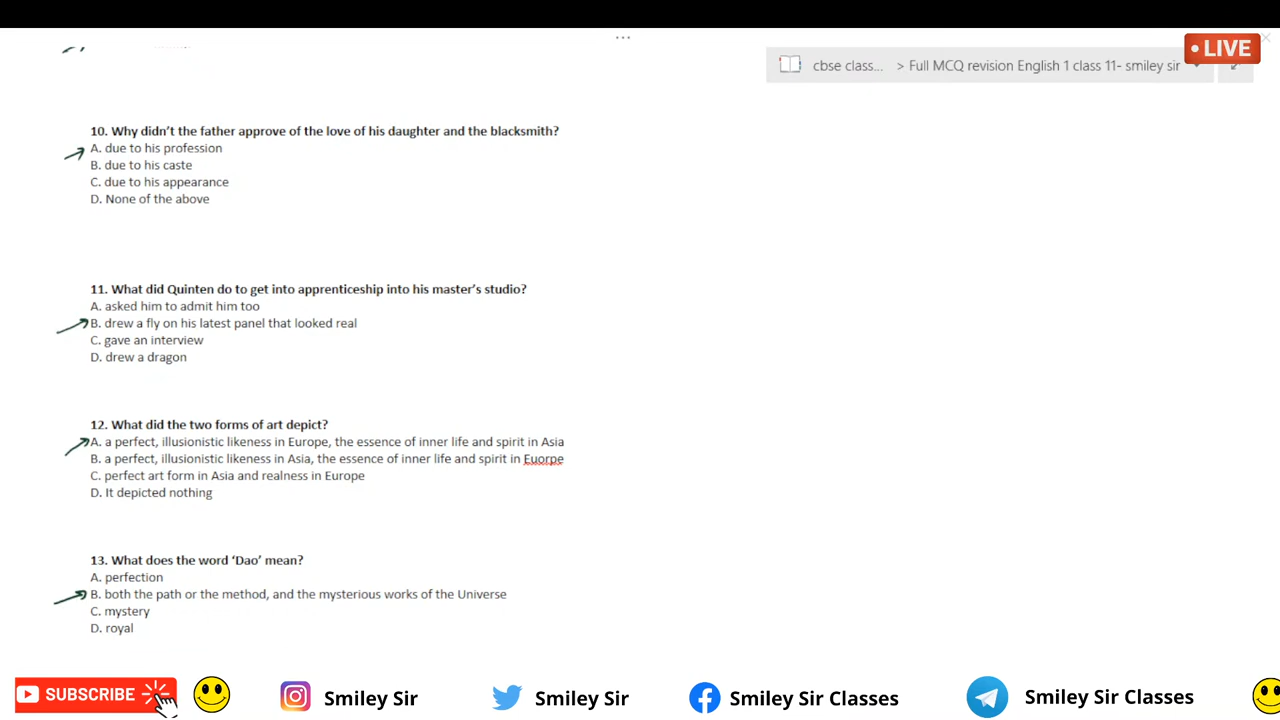 • LIVE
cbse class... > Full MCQ revision English 1 class 11- smiley sir
10. Why didn't the father approve of the love of his daughter and the blacksmith?
A. due to his profession
B. due to his caste
C. due to his appearance
D. None of the above
11. What did Quinten do to get into apprenticeship into his master's studio?
A. asked him to admit him too
B. drew a fly on his latest panel that looked real
C. gave an interview
D. drew a dragon
12. What did the two forms of art depict?
A. a perfect, illusionistic likeness in Europe, the essence of inner life and spirit in Asia
B. a perfect, illusionistic likeness in Asia, the essence of inner life and spirit in Euorpe
C. perfect art form in Asia and realness in Europe
D. It depicted nothing
13. What does the word ‘Dao’ mean?
A. perfection
B. both the path or the method, and the mysterious works of the Universe
C. mystery
D. royal
SUBSCRIBE Smiley Sir Smiley Sir Smiley Sir Classes Smiley Sir Classes